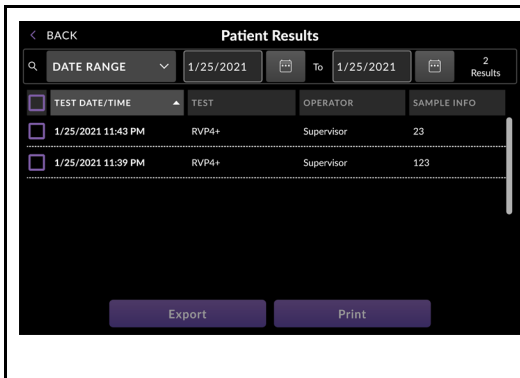 BACK
Patient Results
DATE RANGE 1/25/2021 To 1/25/2021 2 Results
TEST DATE/TIME TEST OPERATOR SAMPLE INFO
1/25/2021 11:43 PM RVP4+ Supervisor 23
1/25/2021 11:39 PM RVP4+ Supervisor 123
Export Print